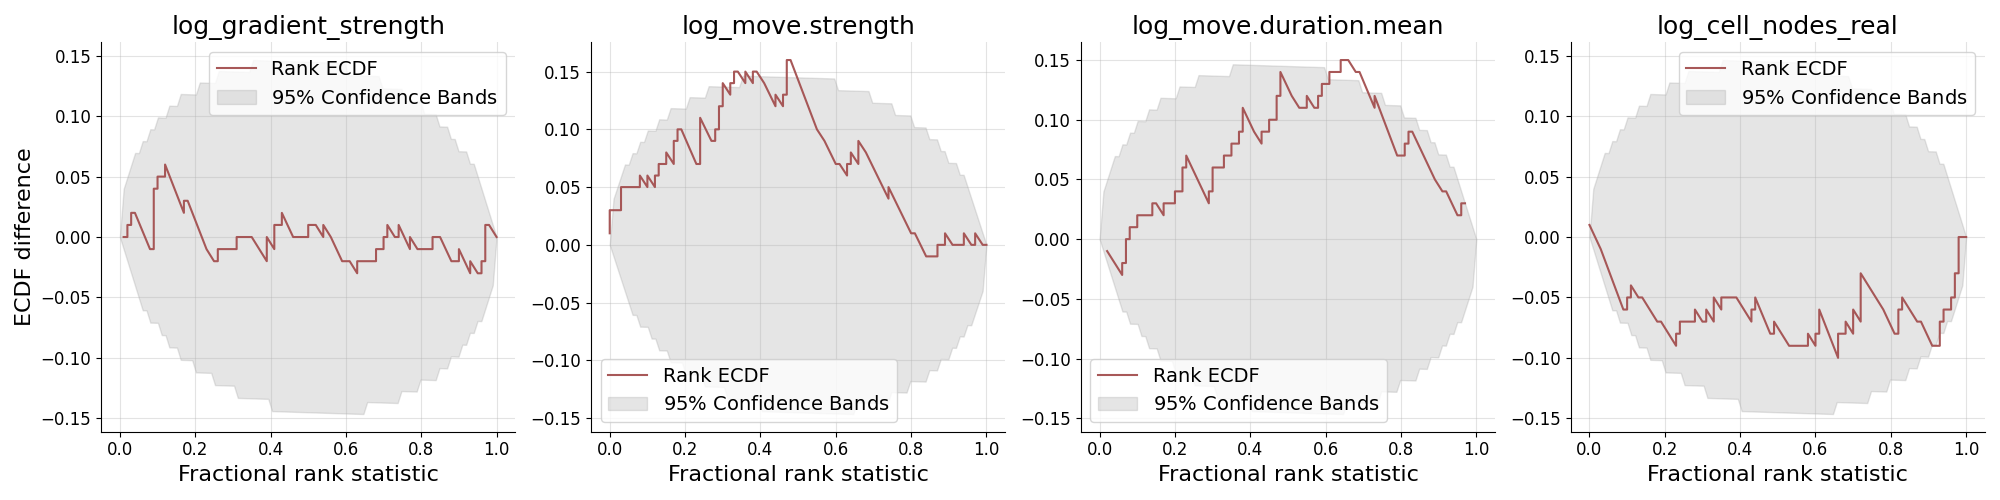 log_gradient_strength
log_move.strength
log_move.duration.mean
log_cell_nodes_real
ECDF difference
0.15
0.10
0.05
0.00
−0.05
−0.10
−0.15
Rank ECDF
95% Confidence Bands
0.0 0.2 0.4 0.6 0.8 1.0
Fractional rank statistic
0.15
0.10
0.05
0.00
−0.05
−0.10
−0.15
Rank ECDF
95% Confidence Bands
0.0 0.2 0.4 0.6 0.8 1.0
Fractional rank statistic
0.15
0.10
0.05
0.00
−0.05
−0.10
−0.15
Rank ECDF
95% Confidence Bands
0.0 0.2 0.4 0.6 0.8 1.0
Fractional rank statistic
0.15
0.10
0.05
0.00
−0.05
−0.10
−0.15
Rank ECDF
95% Confidence Bands
0.0 0.2 0.4 0.6 0.8 1.0
Fractional rank statistic